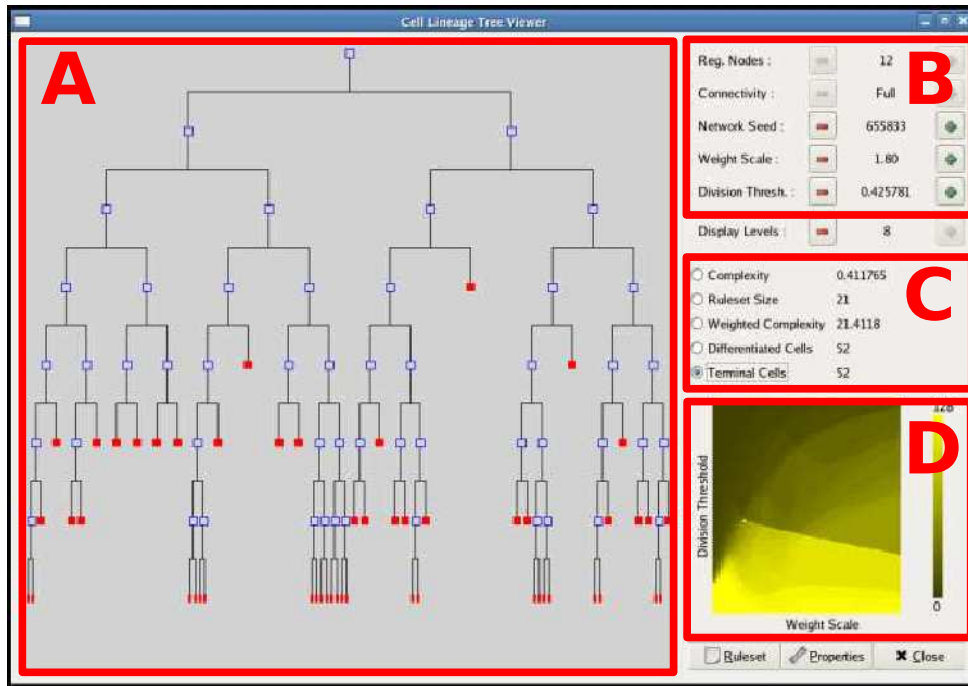 Cell Lineage Tree Viewer
A
B
Reg. Nodes : 12
Connectivity : Full
Network Seed : 655833
Weight Scale : 1.80
Division Thresh. : 0.425781
Display Levels : 8
C
Complexity 0.411765
Ruleset Size 21
Weighted Complexity 21.4118
Differentiated Cells 52
Terminal Cells 52
D
128
Division Threshold
0
Weight Scale
Ruleset Properties Close